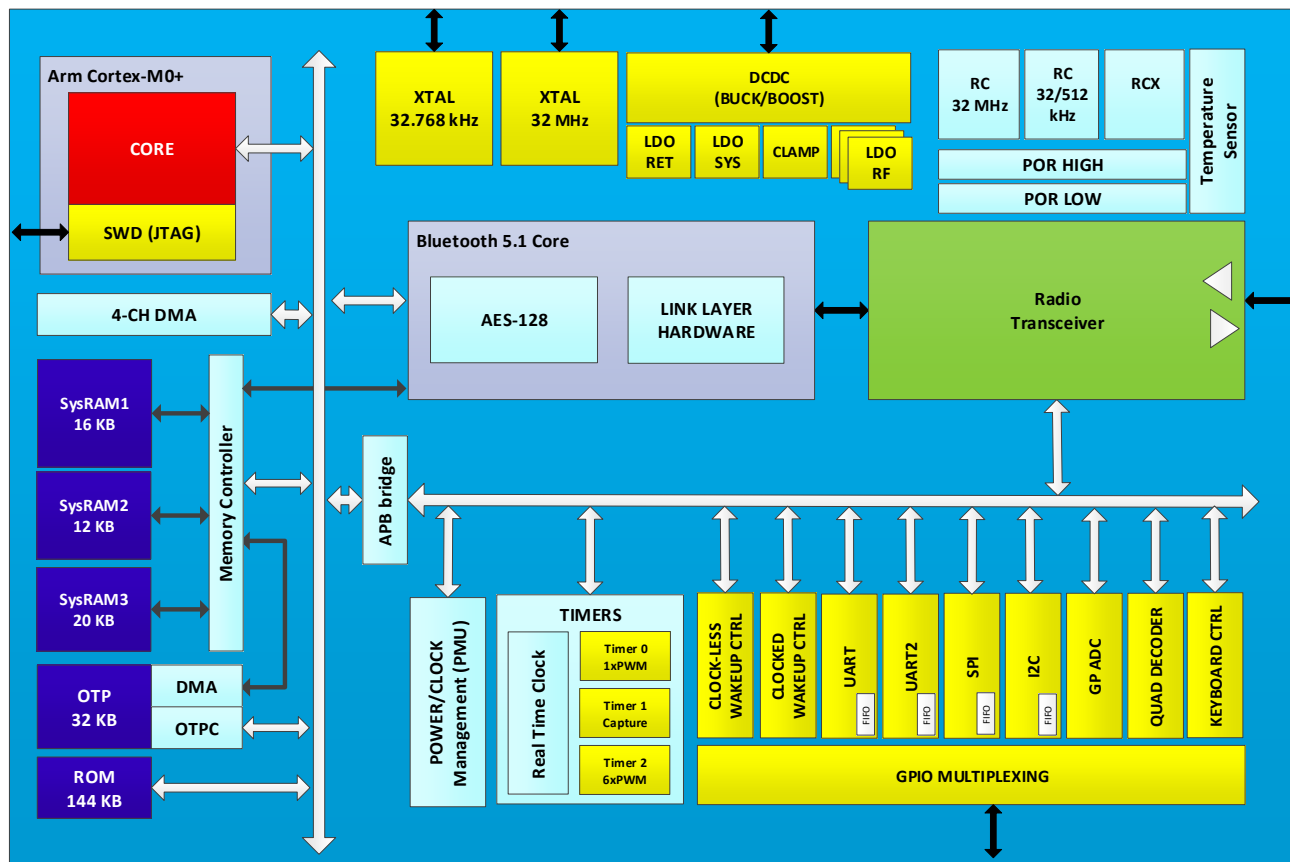 Arm Cortex-M0+
CORE
SWD (JTAG)
XTAL
32.768 kHz
XTAL
32 MHz
DCDC
(BUCK/BOOST)
LDO
RET
LDO
SYS
CLAMP
LDO
RF
RC
32 MHz
RC
32/512
kHz
RCX
POR HIGH
POR LOW
Temperature
Sensor
4-CH DMA
Bluetooth 5.1 Core
AES-128
LINK LAYER
HARDWARE
Radio
Transceiver
SysRAM1
16 KB
SysRAM2
12 KB
SysRAM3
20 KB
Memory Controller
OTP
32 KB
DMA
OTPC
ROM
144 KB
APB bridge
POWER/CLOCK
Management (PMU)
TIMERS
Real Time Clock
Timer 0
1xPWM
Timer 1
Capture
Timer 2
6xPWM
CLOCK-LESS
WAKEUP CTRL
CLOCKED
WAKEUP CTRL
UART
FIFO
UART2
FIFO
SPI
FIFO
I2C
FIFO
GP ADC
QUAD DECODER
KEYBOARD CTRL
GPIO MULTIPLEXING